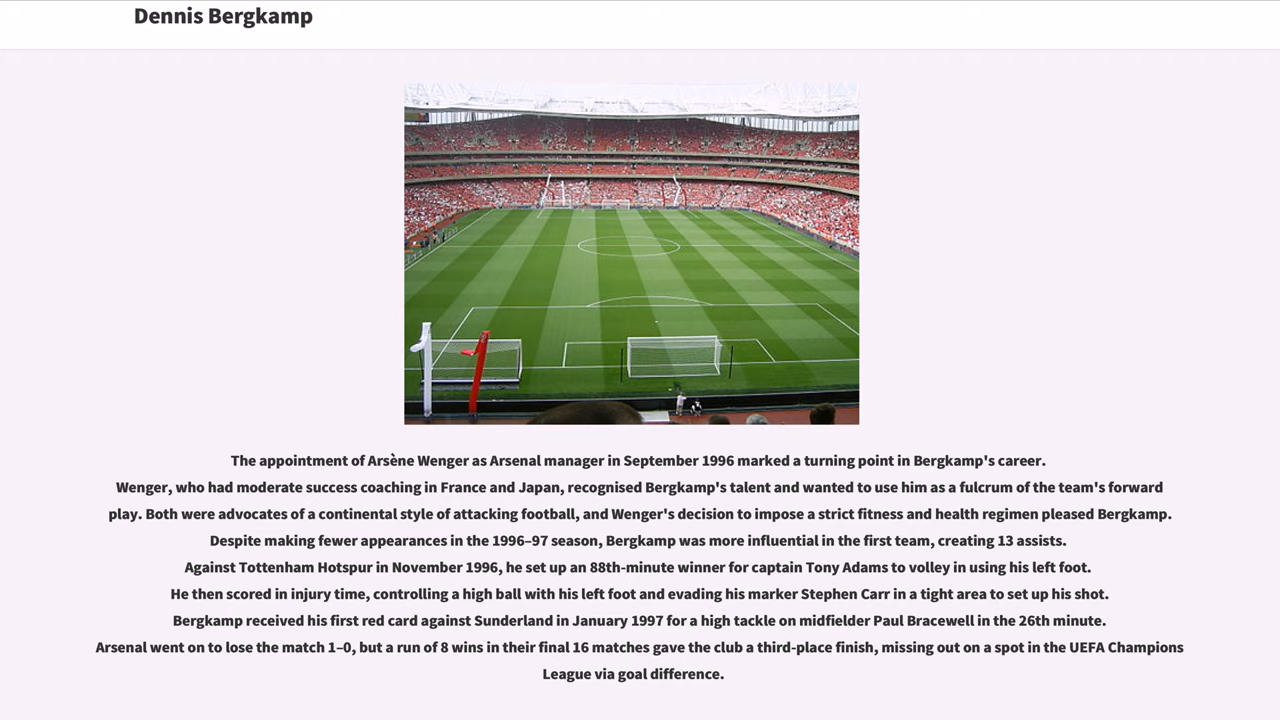 Dennis Bergkamp
The appointment of Arsène Wenger as Arsenal manager in September 1996 marked a turning point in Bergkamp's career.
Wenger, who had moderate success coaching in France and Japan, recognised Bergkamp's talent and wanted to use him as a fulcrum of the team's forward
play. Both were advocates of a continental style of attacking football, and Wenger's decision to impose a strict fitness and health regimen pleased Bergkamp.
Despite making fewer appearances in the 1996–97 season, Bergkamp was more influential in the first team, creating 13 assists.
Against Tottenham Hotspur in November 1996, he set up an 88th-minute winner for captain Tony Adams to volley in using his left foot.
He then scored in injury time, controlling a high ball with his left foot and evading his marker Stephen Carr in a tight area to set up his shot.
Bergkamp received his first red card against Sunderland in January 1997 for a high tackle on midfielder Paul Bracewell in the 26th minute.
Arsenal went on to lose the match 1–0, but a run of 8 wins in their final 16 matches gave the club a third-place finish, missing out on a spot in the UEFA Champions
League via goal difference.